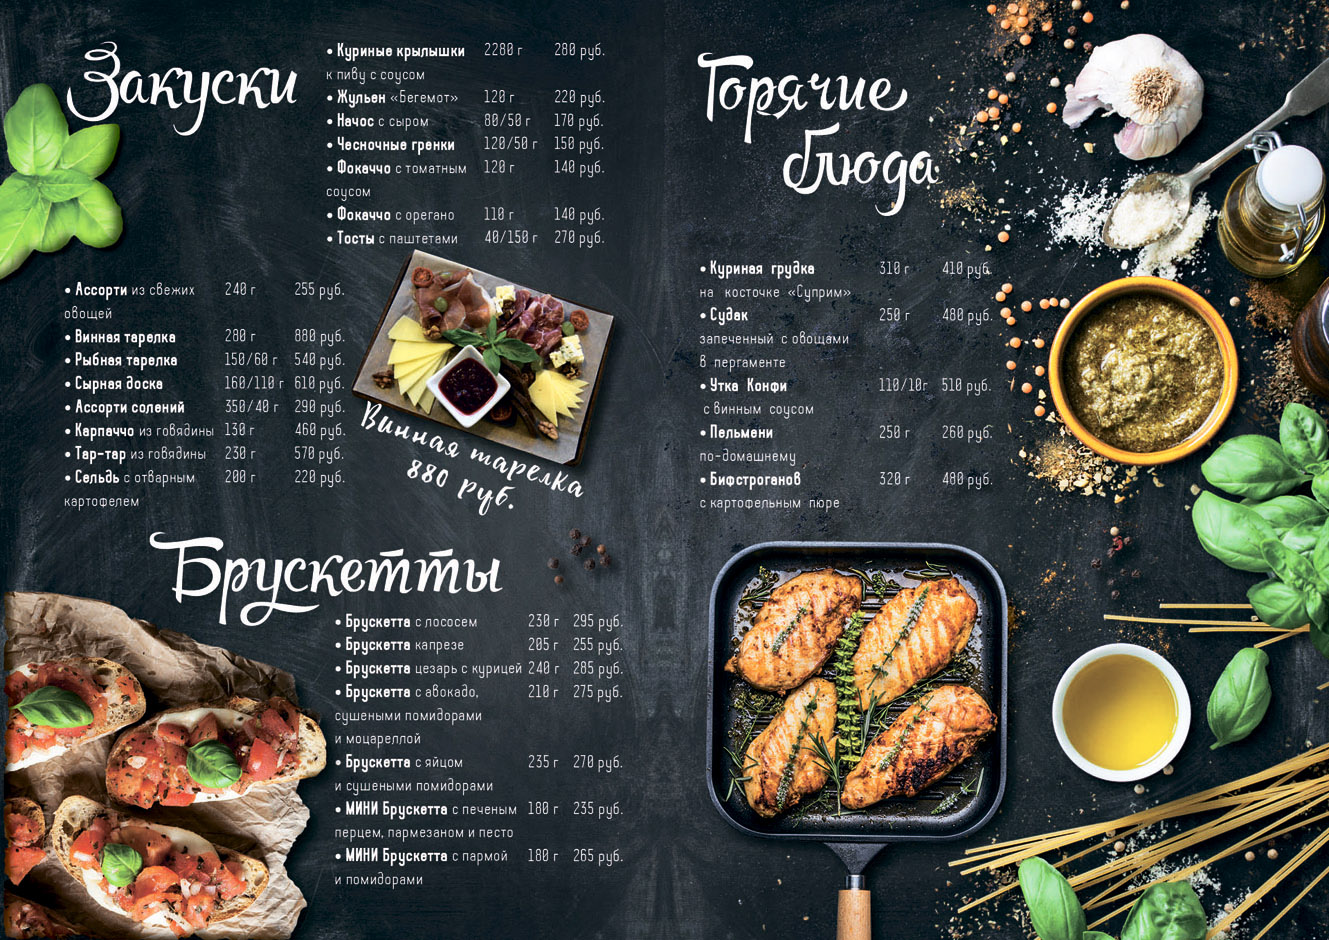 Закуски
• Куриные крылышки 2280 г 280 руб.
к пиву с соусом
• Жульен «Бегемот» 120 г 220 руб.
• Начос с сыром 80/50 г 170 руб.
• Чесночные гренки 120/50 г 150 руб.
• Фокаччо с томатным 120 г 140 руб.
соусом
• Фокаччо с орегано 110 г 140 руб.
• Тосты с паштетами 40/150 г 270 руб.
• Ассорти из свежих 240 г 255 руб.
овощей
• Винная тарелка 280 г 880 руб.
• Рыбная тарелка 150/60 г 540 руб.
• Сырная доска 160/110 г 610 руб.
• Ассорти солений 350/40 г 290 руб.
• Карпаччо из говядины 130 г 460 руб.
• Тар-тар из говядины 230 г 570 руб.
• Сельдь с отварным 200 г 220 руб.
картофелем
Винная тарелка
880 руб.
Брускетты
• Брускетта с лососем 230 г 295 руб.
• Брускетта капрезе 205 г 255 руб.
• Брускетта цезарь с курицей 240 г 285 руб.
• Брускетта с авокадо, 210 г 275 руб.
сушеными помидорами
и моцареллой
• Брускетта с яйцом 235 г 270 руб.
и сушеными помидорами
• МИНИ Брускетта с печеным 180 г 235 руб.
перцем, пармезаном и песто
• МИНИ Брускетта с пармой 180 г 265 руб.
и помидорами
Горячие
блюда
• Куриная грудка 310 г 410 руб.
на косточке «Суприм»
• Судак 250 г 480 руб.
запеченный с овощами
в пергаменте
• Утка Конфи 110/10г 510 руб.
с винным соусом
• Пельмени 250 г 260 руб.
по-домашнему
• Бифстроганов 320 г 480 руб.
с картофельным пюре